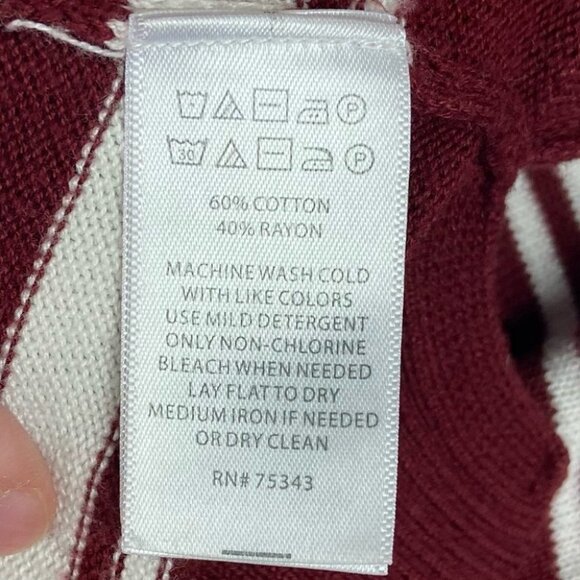 P
30 P
60% COTTON
40% RAYON
MACHINE WASH COLD
WITH LIKE COLORS
USE MILD DETERGENT
ONLY NON-CHLORINE
BLEACH WHEN NEEDED
LAY FLAT TO DRY
MEDIUM IRON IF NEEDED
OR DRY CLEAN
RN# 75343